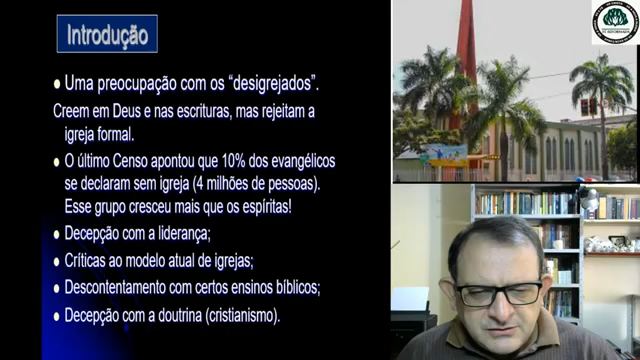 Introdução
Uma preocupação com os “desigrejados”.
Creem em Deus e nas escrituras, mas rejeitam a
igreja formal.
O último Censo apontou que 10% dos evangélicos
se declaram sem igreja (4 milhões de pessoas).
Esse grupo cresceu mais que os espíritas!
Decepção com a liderança;
Críticas ao modelo atual de igrejas;
Descontentamento com certos ensinos bíblicos;
Decepção com a doutrina (cristianismo).